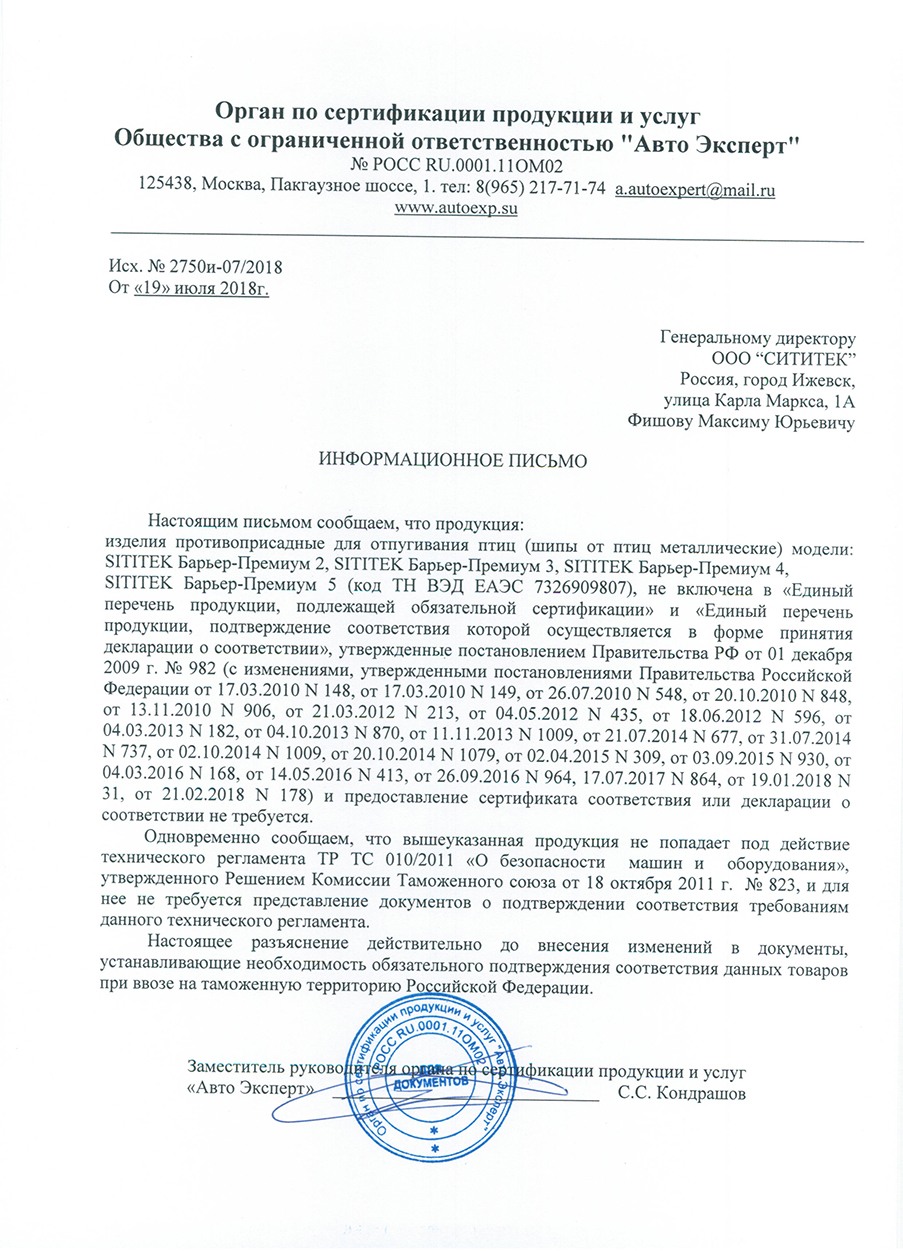 Орган по сертификации продукции и услуг
Общества с ограниченной ответственностью "Авто Эксперт"
№ РОСС RU.0001.11ОМ02
125438, Москва, Пакгаузное шоссе, 1. тел: 8(965) 217-71-74 a.autoexpert@mail.ru
www.autoexp.su
Исх. № 2750и-07/2018
От «19» июля 2018г.
Генеральному директору
ООО “СИТИТЕК”
Россия, город Ижевск,
улица Карла Маркса, 1А
Фишову Максиму Юрьевичу
ИНФОРМАЦИОННОЕ ПИСЬМО
Настоящим письмом сообщаем, что продукция:
изделия противоприсадные для отпугивания птиц (шипы от птиц металлические) модели:
SITITEK Барьер-Премиум 2, SITITEK Барьер-Премиум 3, SITITEK Барьер-Премиум 4,
SITITEK Барьер-Премиум 5 (код ТН ВЭД ЕАЭС 7326909807), не включена в «Единый
перечень продукции, подлежащей обязательной сертификации» и «Единый перечень
продукции, подтверждение соответствия которой осуществляется в форме принятия
декларации о соответствии», утвержденные постановлением Правительства РФ от 01 декабря
2009 г. № 982 (с изменениями, утвержденными постановлениями Правительства Российской
Федерации от 17.03.2010 N 148, от 17.03.2010 N 149, от 26.07.2010 N 548, от 20.10.2010 N 848,
от 13.11.2010 N 906, от 21.03.2012 N 213, от 04.05.2012 N 435, от 18.06.2012 N 596, от
04.03.2013 N 182, от 04.10.2013 N 870, от 11.11.2013 N 1009, от 21.07.2014 N 677, от 31.07.2014
N 737, от 02.10.2014 N 1009, от 20.10.2014 N 1079, от 02.04.2015 N 309, от 03.09.2015 N 930, от
04.03.2016 N 168, от 14.05.2016 N 413, от 26.09.2016 N 964, 17.07.2017 N 864, от 19.01.2018 N
31, от 21.02.2018 N 178) и предоставление сертификата соответствия или декларации о
соответствии не требуется.
Одновременно сообщаем, что вышеуказанная продукция не попадает под действие
технического регламента ТР ТС 010/2011 «О безопасности машин и оборудования»,
утвержденного Решением Комиссии Таможенного союза от 18 октября 2011 г. № 823, и для
нее не требуется представление документов о подтверждении соответствия требованиям
данного технического регламента.
Настоящее разъяснение действительно до внесения изменений в документы,
устанавливающие необходимость обязательного подтверждения соответствия данных товаров
при ввозе на таможенную территорию Российской Федерации.
Заместитель руководителя органа по сертификации продукции и услуг
«Авто Эксперт» С.С. Кондрашов
Орган по сертификации продукции и услуг "Авто Эксперт"
РОСС RU.0001.11ОМ02
ДЛЯ
ДОКУМЕНТОВ